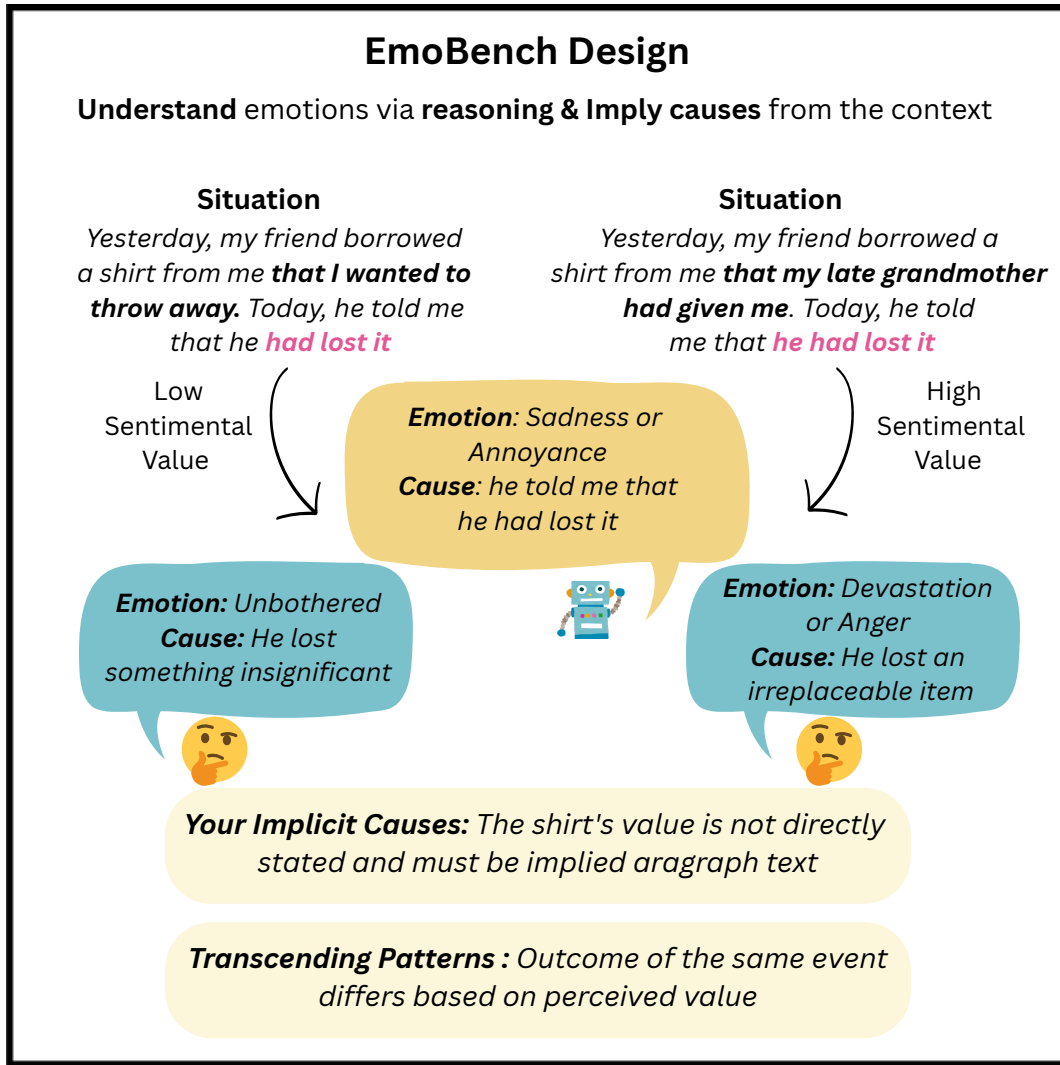 EmoBench Design
Understand emotions via reasoning & Imply causes from the context
Situation
Yesterday, my friend borrowed
a shirt from me that I wanted to
throw away. Today, he told me
that he had lost it
Situation
Yesterday, my friend borrowed a
shirt from me that my late grandmother
had given me. Today, he told
me that he had lost it
Low
Sentimental
Value
High
Sentimental
Value
Emotion: Sadness or
Annoyance
Cause: he told me that
he had lost it
Emotion: Unbothered
Cause: He lost
something insignificant
Emotion: Devastation
or Anger
Cause: He lost an
irreplaceable item
Your Implicit Causes: The shirt's value is not directly
stated and must be implied aragraph text
Transcending Patterns : Outcome of the same event
differs based on perceived value